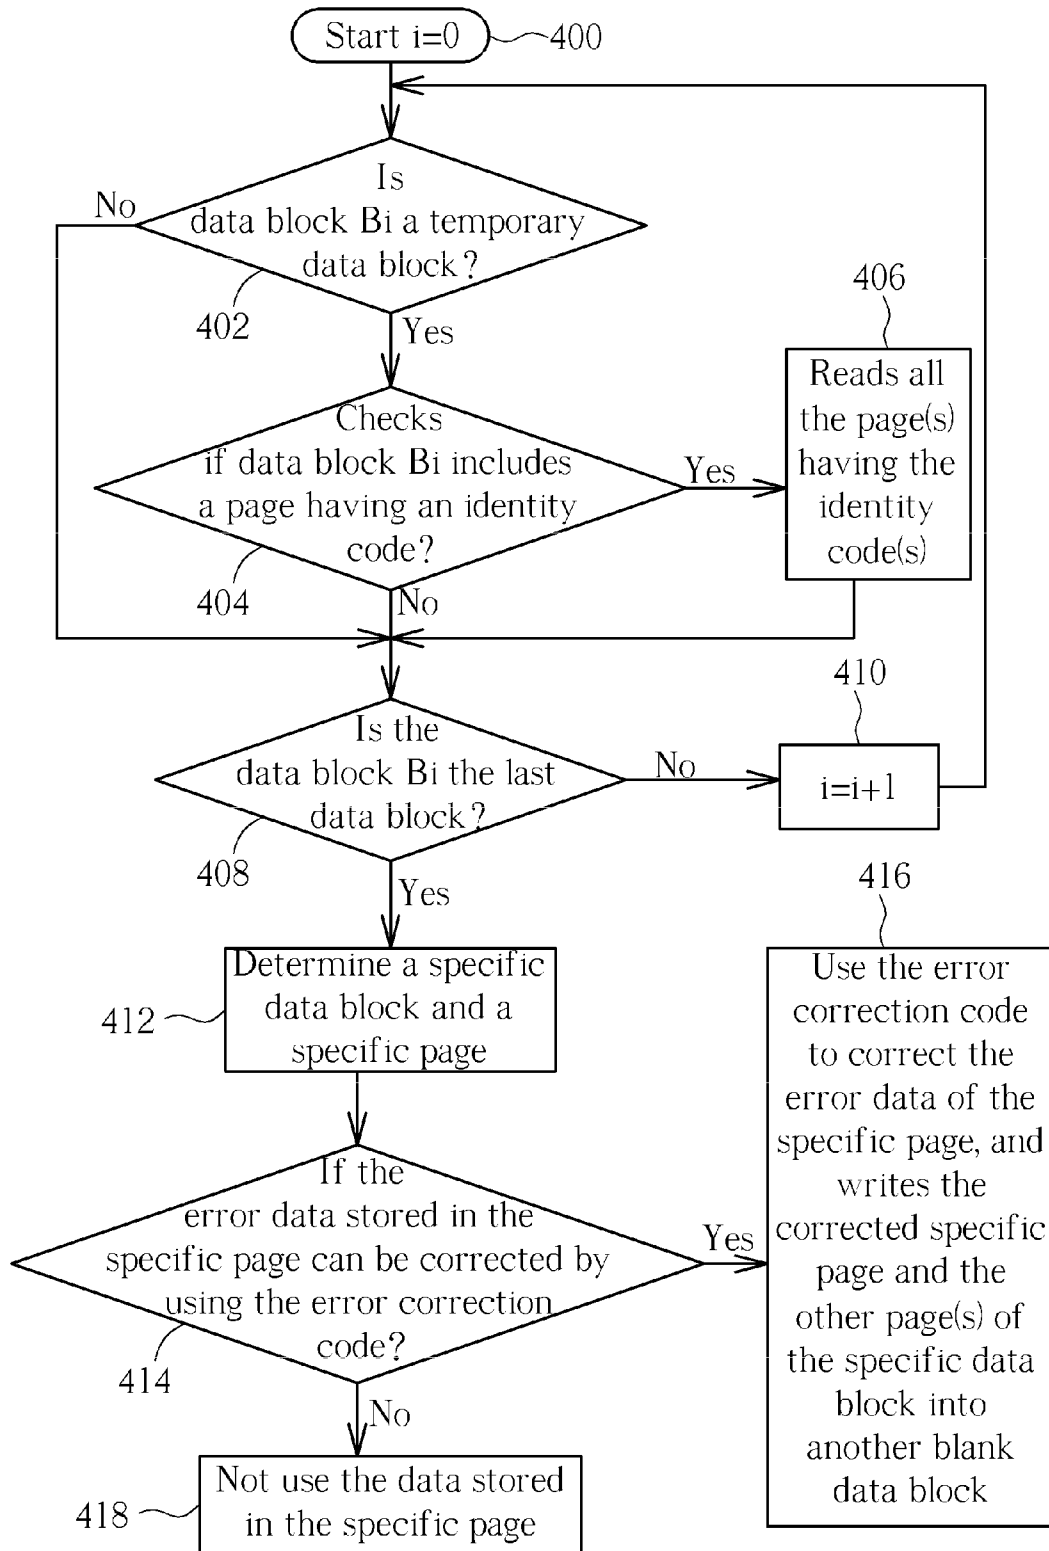 Start i=0
400
Is
data block Bi a temporary
data block?
No
402
Yes
406
Reads all
the page(s)
having the
identity
code(s)
Checks
if data block Bi includes
a page having an identity
code?
Yes
404
No
410
Is the
data block Bi the last
data block?
No
i=i+1
408
Yes
416
Determine a specific
data block and a
specific page
412
Use the error
correction code
to correct the
error data of the
specific page, and
writes the
corrected specific
page and the
other page(s) of
the specific data
block into
another blank
data block
If the
error data stored in the
specific page can be corrected by
using the error correction
code?
Yes
414
No
Not use the data stored
in the specific page
418